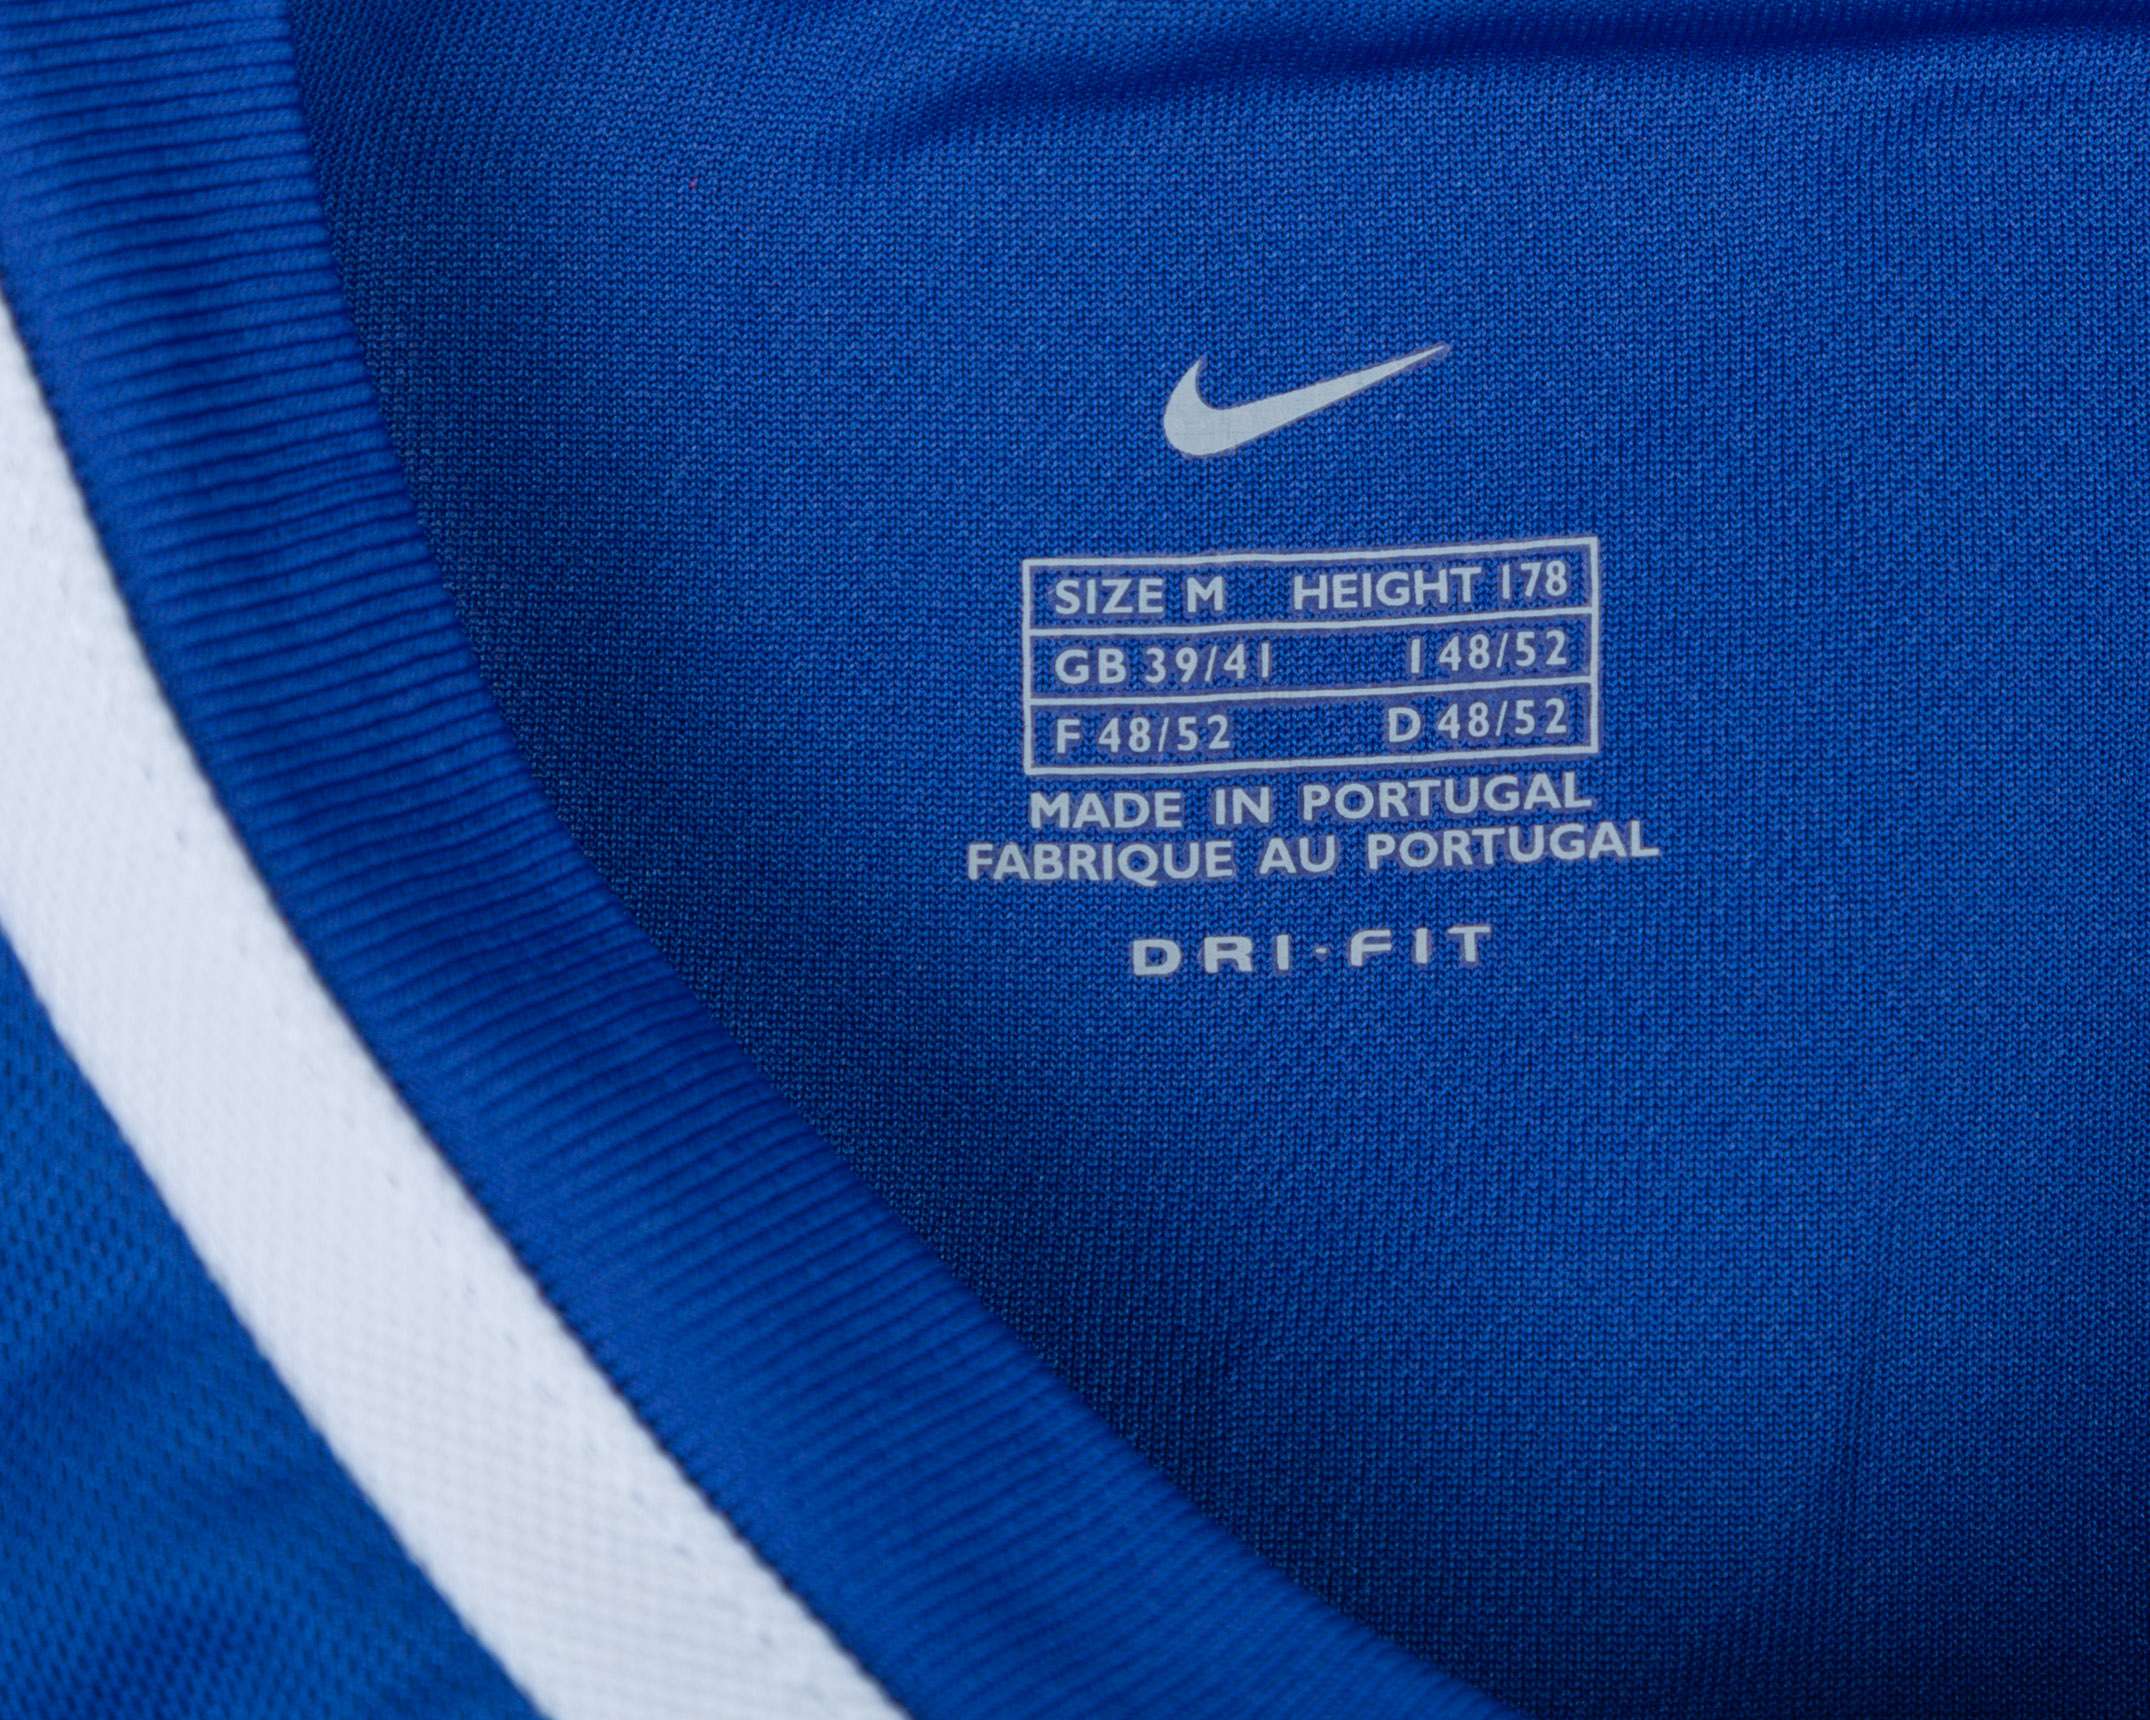 SIZE M HEIGHT 178
GB 39/41 I 48/52
F 48/52 D 48/52
MADE IN PORTUGAL
FABRIQUE AU PORTUGAL
DRI-FIT